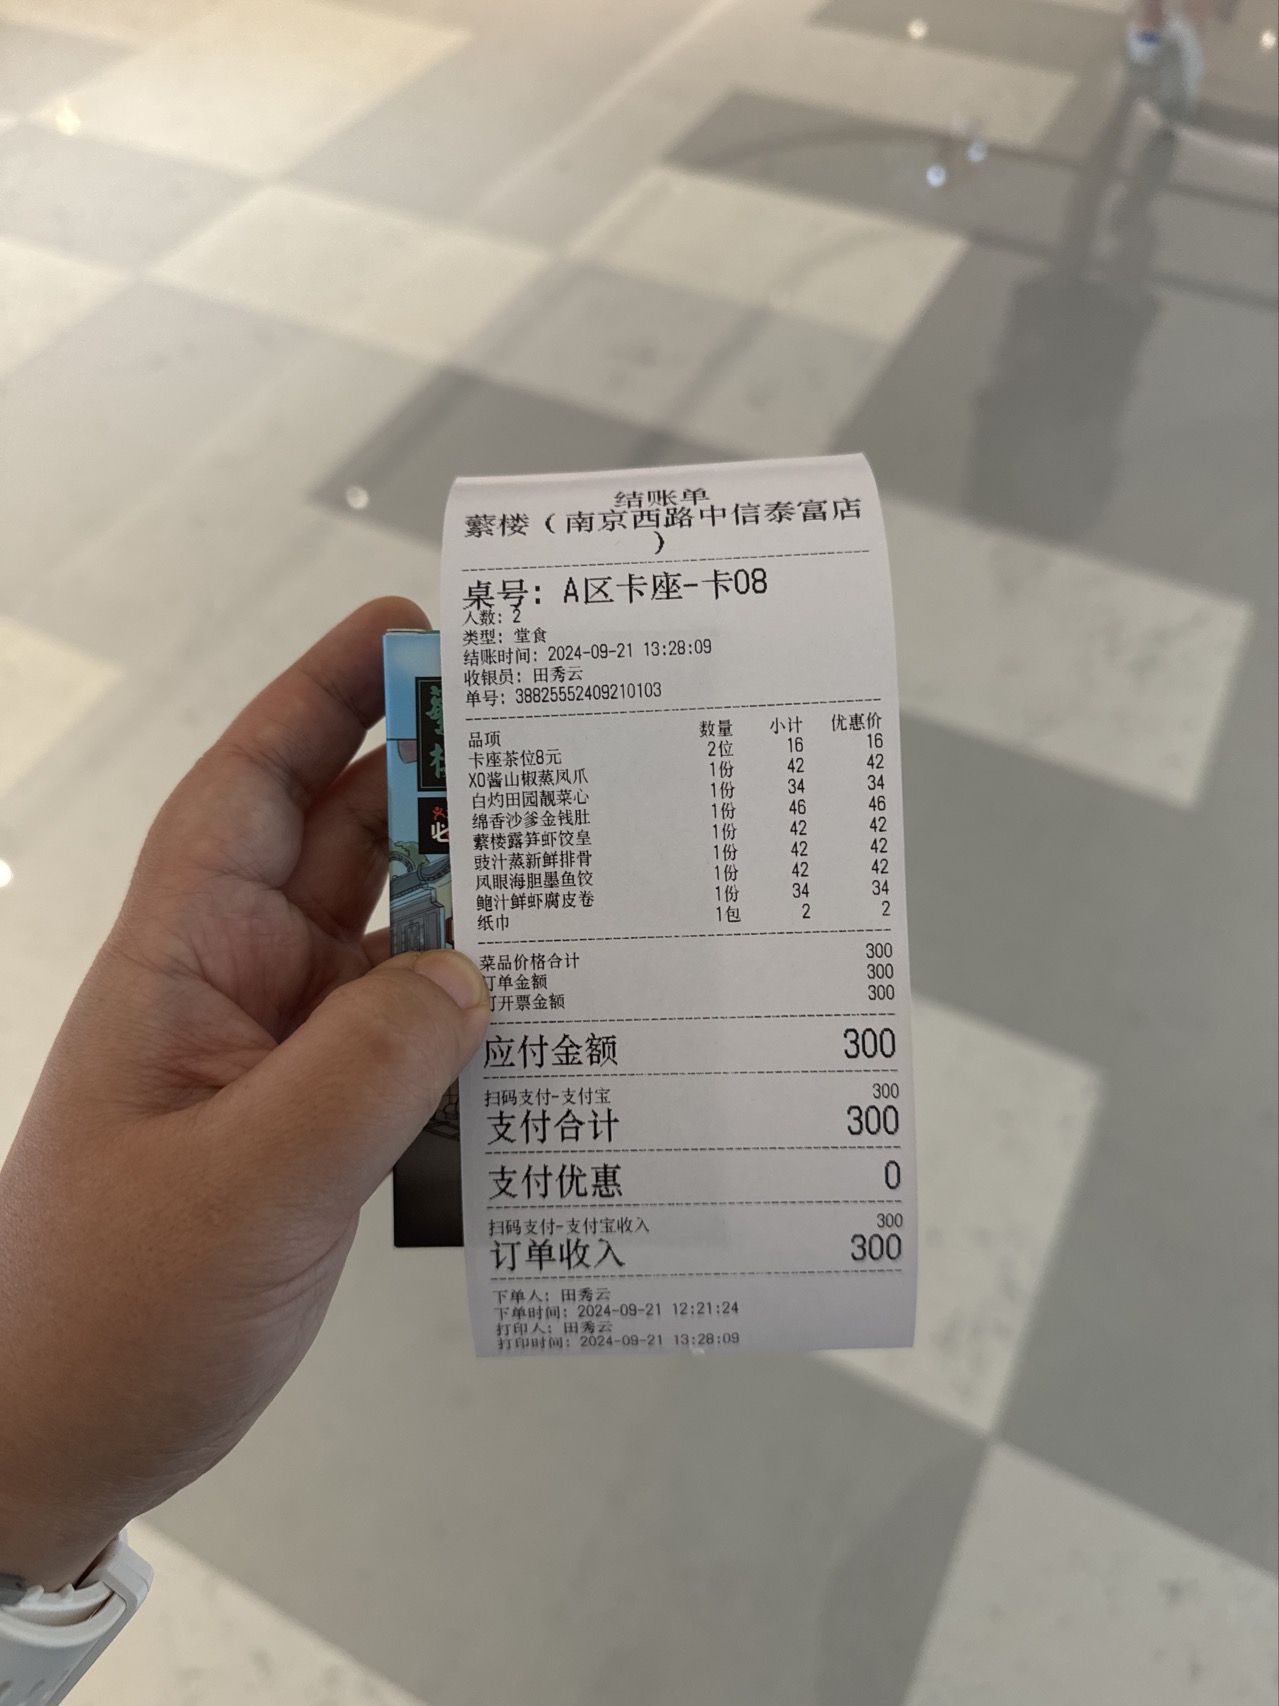 结账单
蘩楼（南京西路中信泰富店
）
桌号: A区卡座-卡08
人数: 2
类型: 堂食
结账时间: 2024-09-21 13:28:09
收银员: 田秀云
单号: 38825552409210103
品项 数量 小计 优惠价
卡座茶位8元 2位 16 16
XO酱山椒蒸凤爪 1份 42 42
白灼田园靓菜心 1份 34 34
绵香沙爹金钱肚 1份 46 46
蘩楼露笋虾饺皇 1份 42 42
豉汁蒸新鲜排骨 1份 42 42
凤眼海胆墨鱼饺 1份 42 42
鲍汁鲜虾腐皮卷 1份 34 34
纸巾 1包 2 2
菜品价格合计 300
订单金额 300
可开票金额 300
应付金额 300
扫码支付-支付宝 300
支付合计 300
支付优惠 0
扫码支付-支付宝收入 300
订单收入 300
下单人: 田秀云
下单时间: 2024-09-21 12:21:24
打印人: 田秀云
打印时间: 2024-09-21 13:28:09